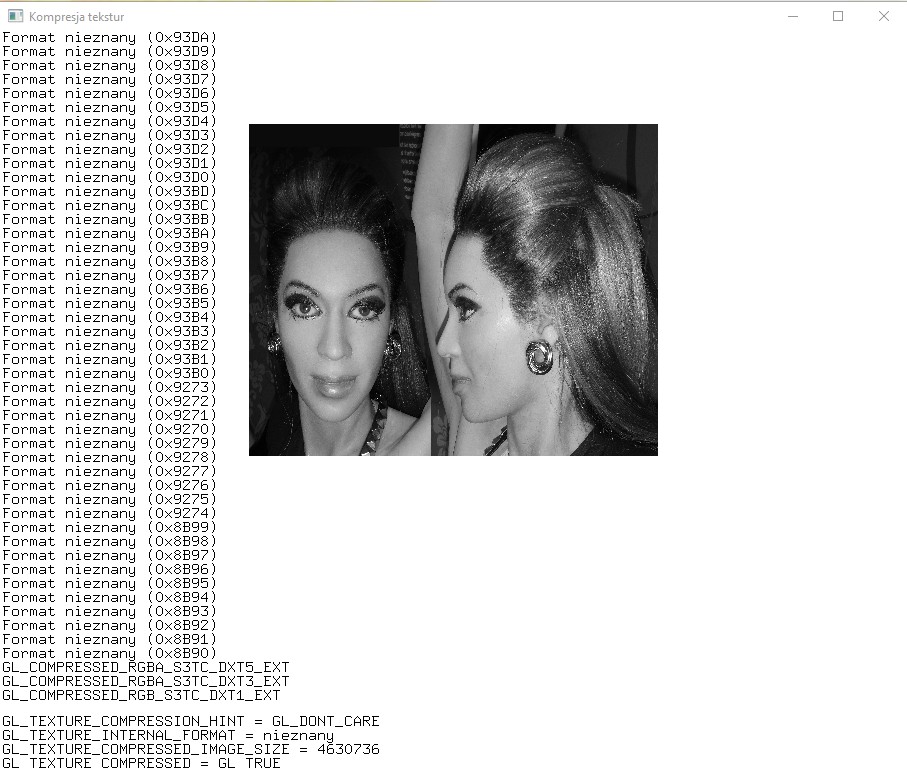 Kompresja tekstur
Format nieznany (0x93DA)
Format nieznany (0x93D9)
Format nieznany (0x93D8)
Format nieznany (0x93D7)
Format nieznany (0x93D6)
Format nieznany (0x93D5)
Format nieznany (0x93D4)
Format nieznany (0x93D3)
Format nieznany (0x93D2)
Format nieznany (0x93D1)
Format nieznany (0x93D0)
Format nieznany (0x93BD)
Format nieznany (0x93BC)
Format nieznany (0x93BB)
Format nieznany (0x93BA)
Format nieznany (0x93B9)
Format nieznany (0x93B8)
Format nieznany (0x93B7)
Format nieznany (0x93B6)
Format nieznany (0x93B5)
Format nieznany (0x93B4)
Format nieznany (0x93B3)
Format nieznany (0x93B2)
Format nieznany (0x93B1)
Format nieznany (0x93B0)
Format nieznany (0x9273)
Format nieznany (0x9272)
Format nieznany (0x9271)
Format nieznany (0x9270)
Format nieznany (0x9279)
Format nieznany (0x9278)
Format nieznany (0x9277)
Format nieznany (0x9276)
Format nieznany (0x9275)
Format nieznany (0x9274)
Format nieznany (0x8B99)
Format nieznany (0x8B98)
Format nieznany (0x8B97)
Format nieznany (0x8B96)
Format nieznany (0x8B95)
Format nieznany (0x8B94)
Format nieznany (0x8B93)
Format nieznany (0x8B92)
Format nieznany (0x8B91)
Format nieznany (0x8B90)
GL_COMPRESSED_RGBA_S3TC_DXT5_EXT
GL_COMPRESSED_RGBA_S3TC_DXT3_EXT
GL_COMPRESSED_RGB_S3TC_DXT1_EXT
GL_TEXTURE_COMPRESSION_HINT = GL_DONT_CARE
GL_TEXTURE_INTERNAL_FORMAT = nieznany
GL_TEXTURE_COMPRESSED_IMAGE_SIZE = 4630736
GL_TEXTURE_COMPRESSED = GL_TRUE